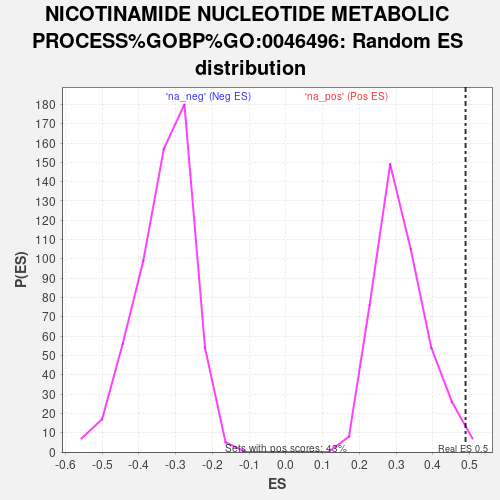 NICOTINAMIDE NUCLEOTIDE METABOLIC
PROCESS%GOBP%GO:0046496: Random ES
distribution
'na_neg' (Neg ES)
'na_pos' (Pos ES)
180
170
160
150
140
130
120
110
100
90
80
70
60
50
40
30
20
10
0
P(ES)
Sets with pos scores: 43%
Real ES 0.5
-0.6 -0.5 -0.4 -0.3 -0.2 -0.1 0.0 0.1 0.2 0.3 0.4 0.5
ES